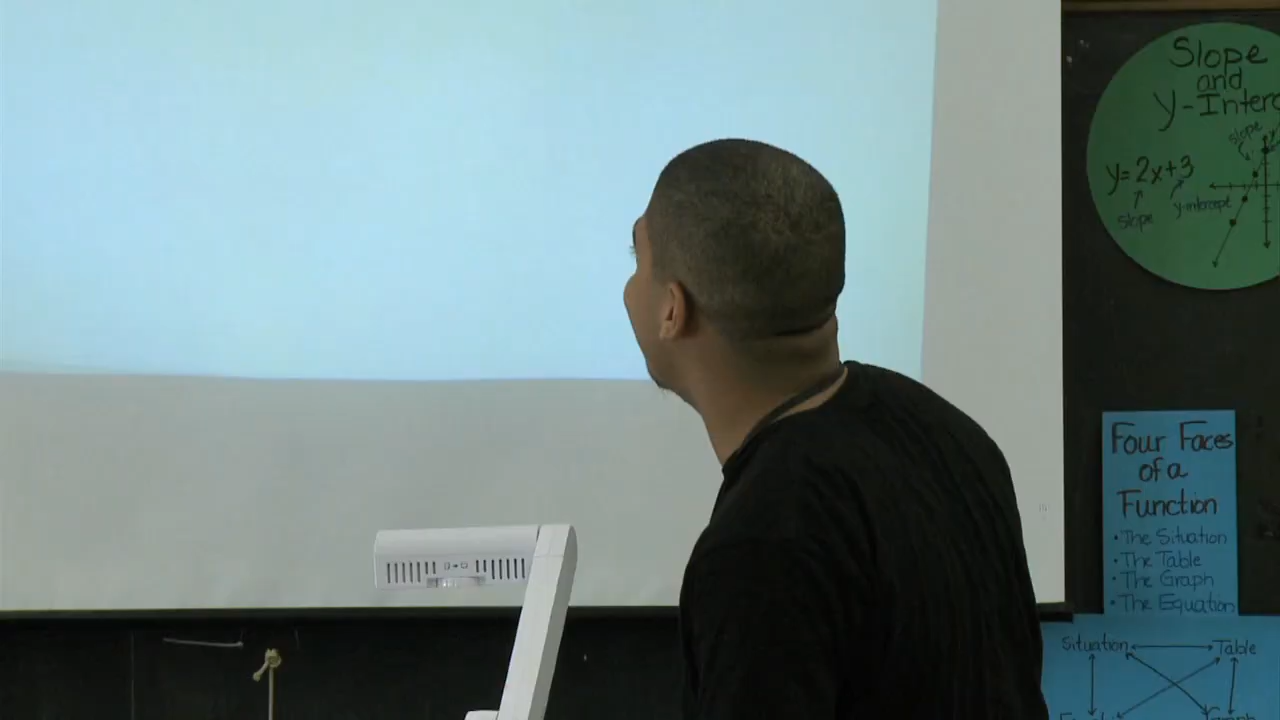 Slope
and
y=2x+3
slope
y-intercept
slope
Four Faces
of a
Function
• The Situation
• The Table
• The Graph
• The Equation
Situation
Table